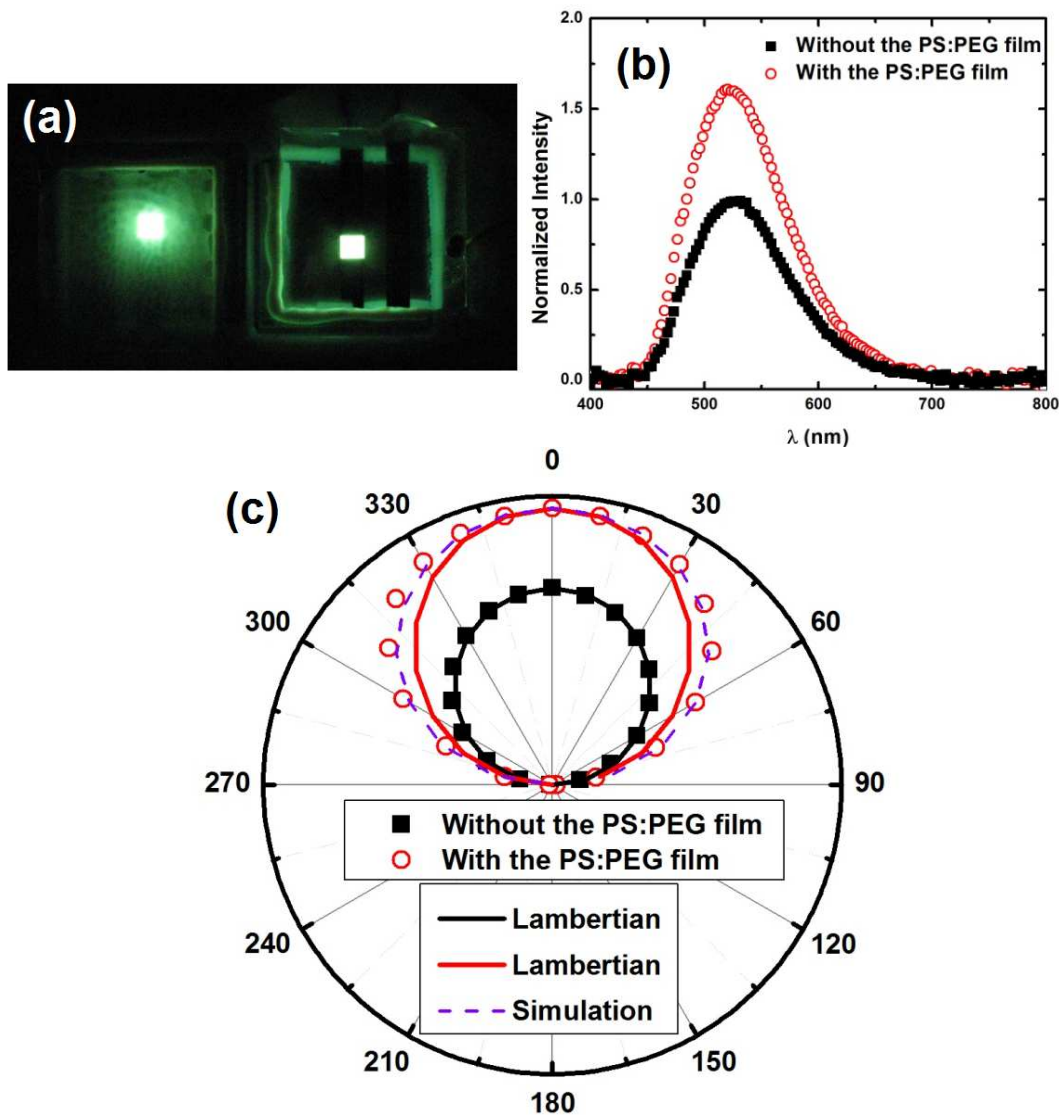 (a)
(b)
2.0
1.5
1.0
0.5
0.0
Normalized Intensity
Without the PS:PEG film
With the PS:PEG film
400 500 600 700 800
λ (nm)
(c)
0
330 30
300 60
270 90
240 120
210 150
180
Without the PS:PEG film
With the PS:PEG film
Lambertian
Lambertian
Simulation